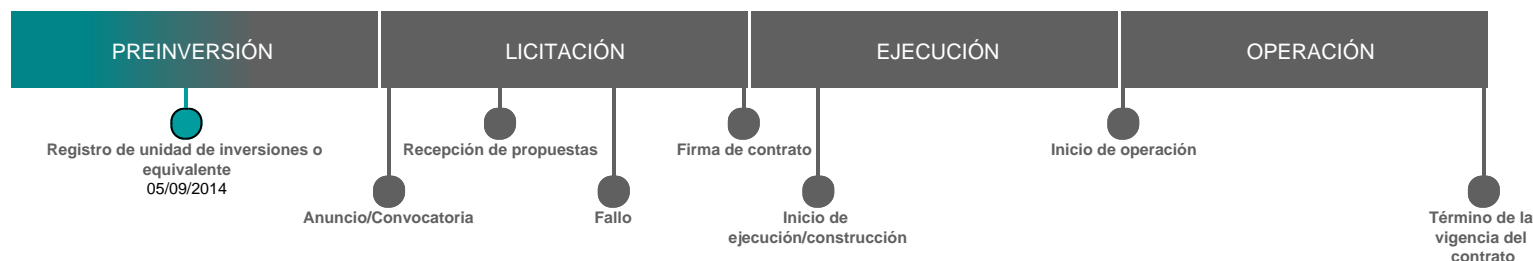 PREINVERSIÓN
LICITACIÓN
EJECUCIÓN
OPERACIÓN
Registro de unidad de inversiones o
equivalente
05/09/2014
Recepción de propuestas
Firma de contrato
Inicio de operación
Anuncio/Convocatoria
Fallo
Inicio de
ejecución/construcción
Término de la
vigencia del
contrato